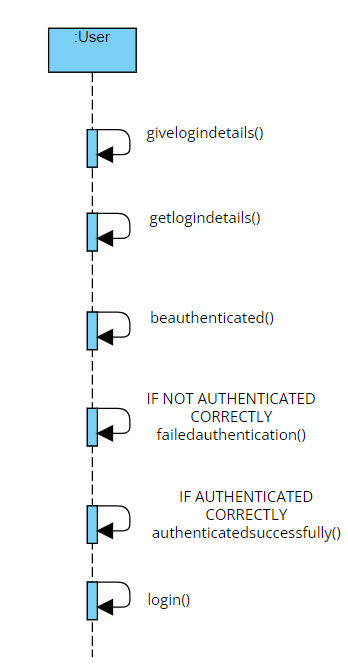 :User
givelogindetails()
getlogindetails()
beauthenticated()
IF NOT AUTHENTICATED
CORRECTLY
failedauthentication()
IF AUTHENTICATED
CORRECTLY
authenticatedsuccessfully()
login()